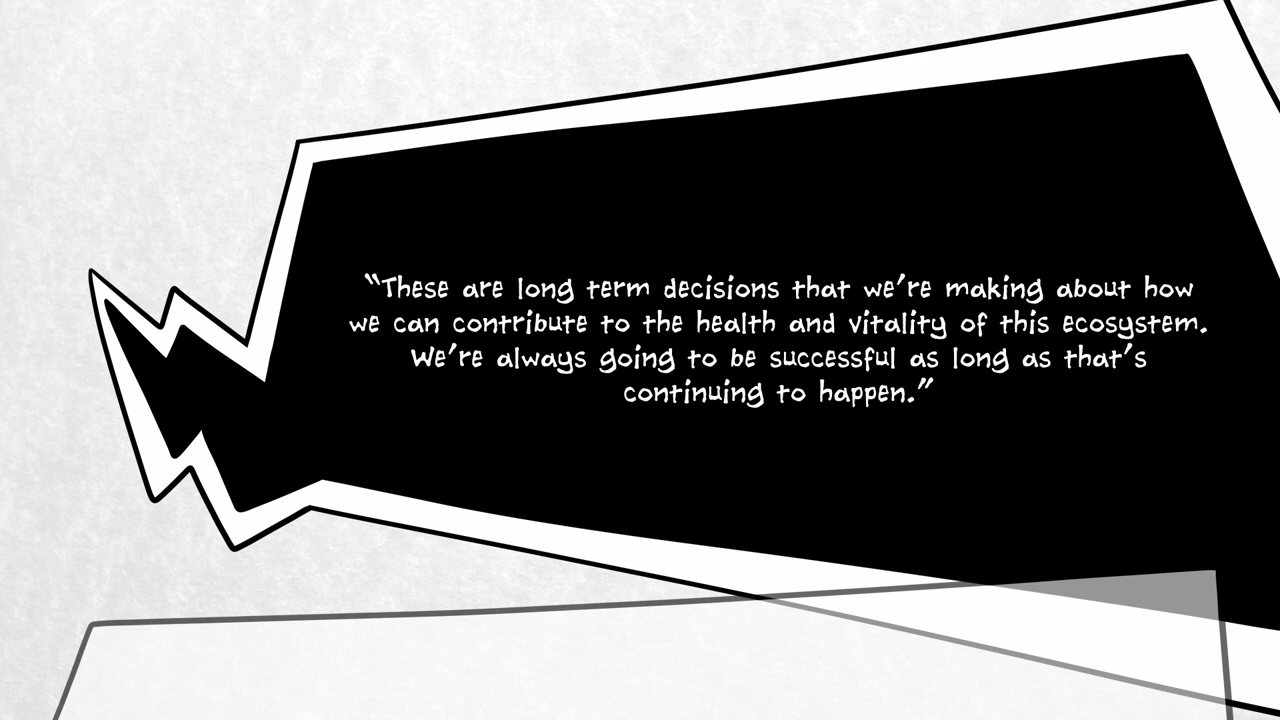 “These are long term decisions that we’re making about how
we can contribute to the health and vitality of this ecosystem.
We’re always going to be successful as long as that’s
continuing to happen.”